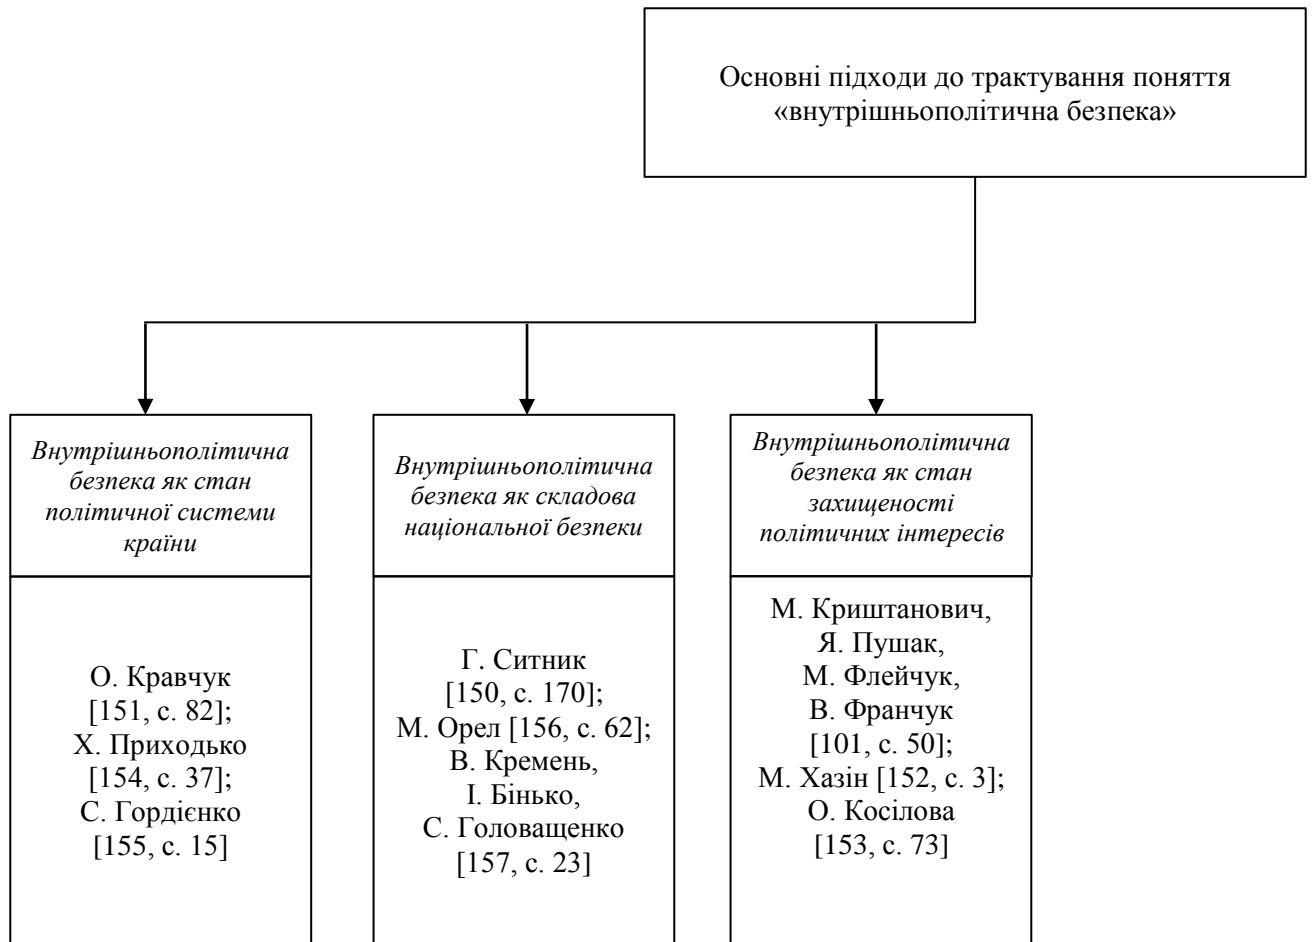 Основні підходи до трактування поняття
«внутрішньополітична безпека»
Внутрішньополітична
безпека як стан
політичної системи
країни
Внутрішньополітична
безпека як складова
національної безпеки
Внутрішньополітична
безпека як стан
захищеності
політичних інтересів
О. Кравчук
[151, с. 82];
Х. Приходько
[154, с. 37];
С. Гордієнко
[155, с. 15]
Г. Ситник
[150, с. 170];
М. Орел [156, с. 62];
В. Кремень,
І. Бінько,
С. Головащенко
[157, с. 23]
М. Криштанович,
Я. Пушак,
М. Флейчук,
В. Франчук
[101, с. 50];
М. Хазін [152, с. 3];
О. Косілова
[153, с. 73]